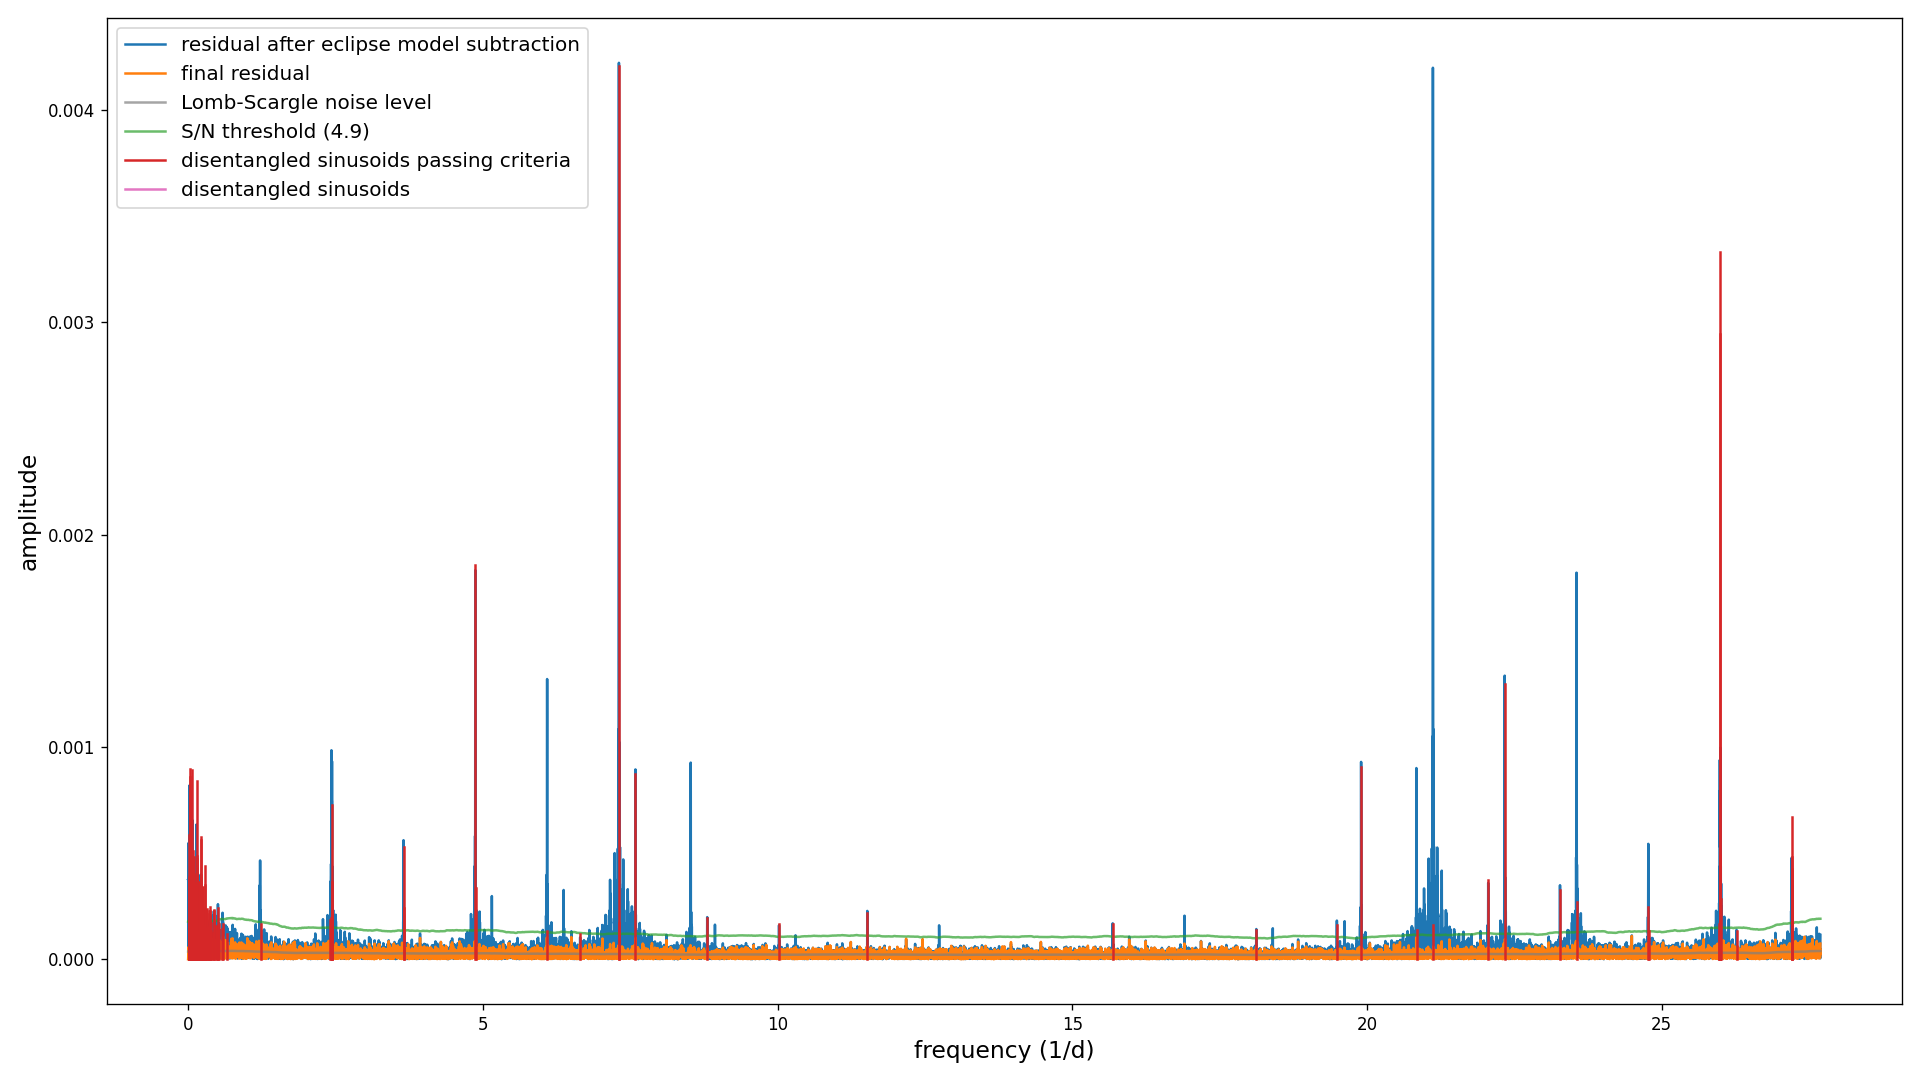 residual after eclipse model subtraction
final residual
Lomb-Scargle noise level
S/N threshold (4.9)
disentangled sinusoids passing criteria
disentangled sinusoids
0.004
0.003
0.002
0.001
0.000
amplitude
0 5 10 15 20 25
frequency (1/d)